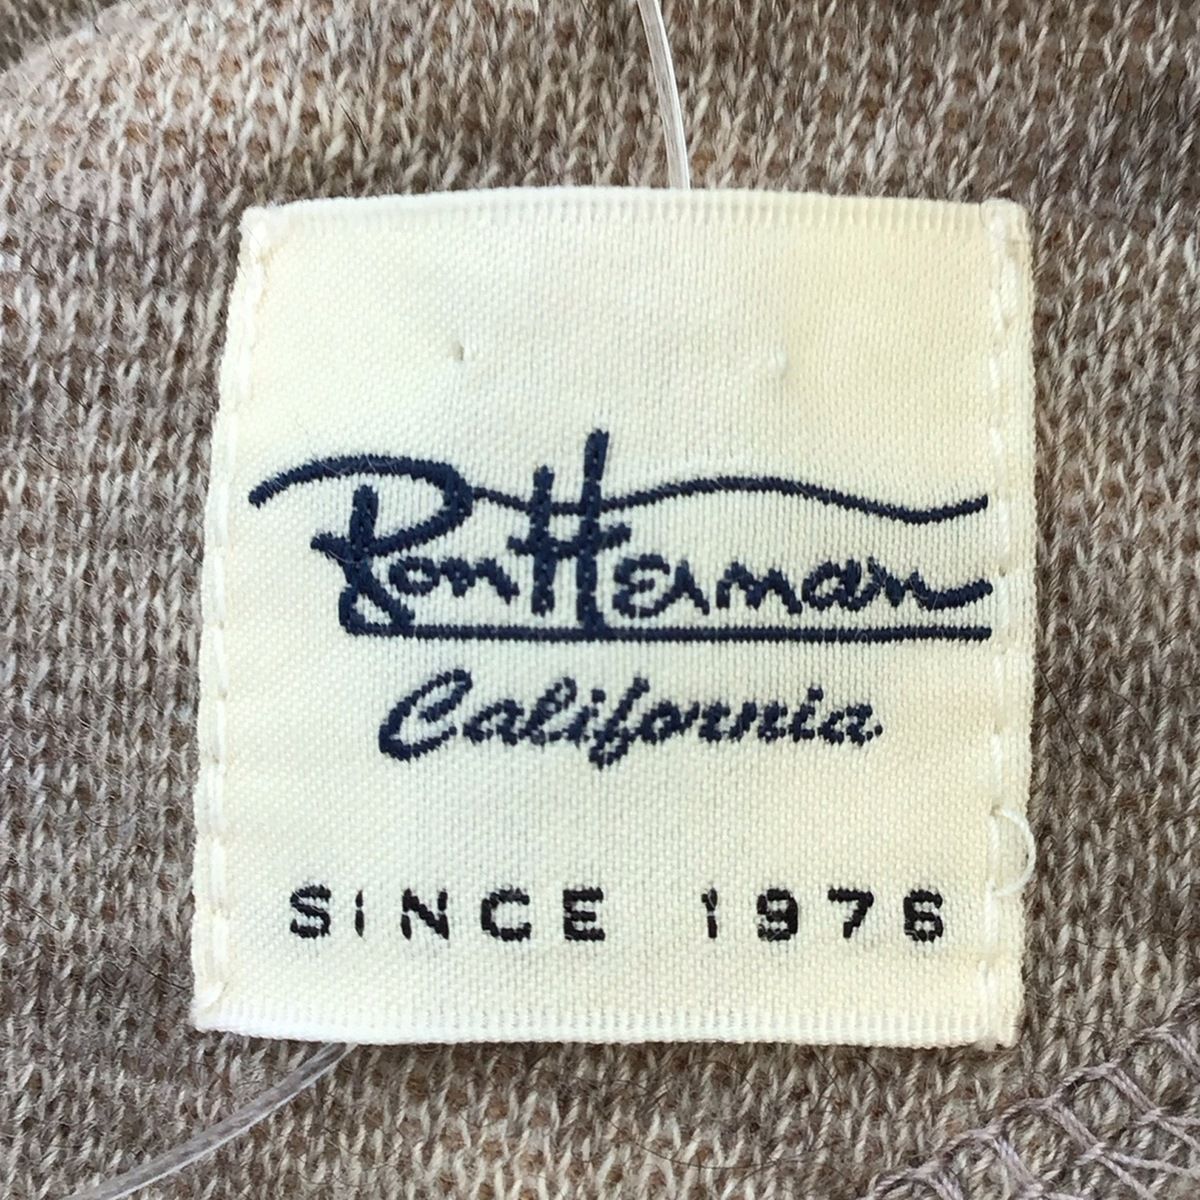 Ron Herman
California
SINCE 1976